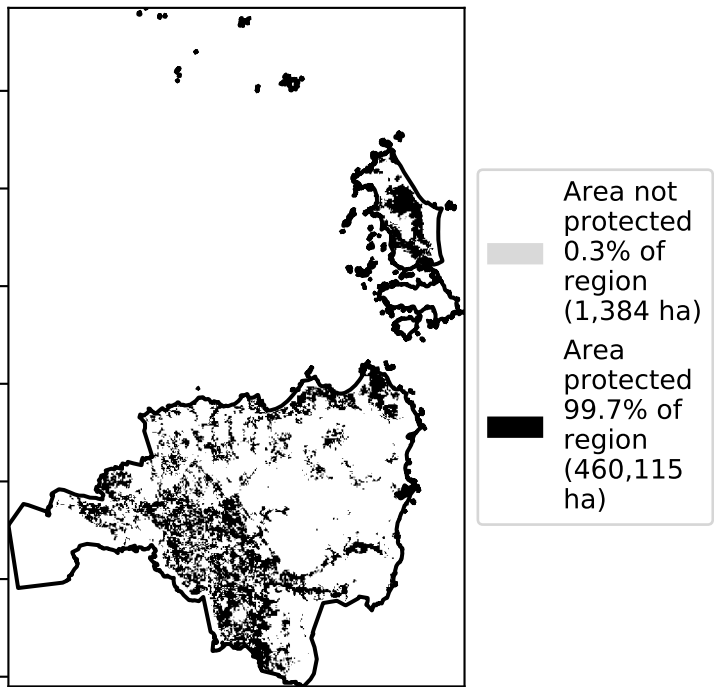 Area not
protected
0.3% of
region
(1,384 ha)
Area
protected
99.7% of
region
(460,115
ha)